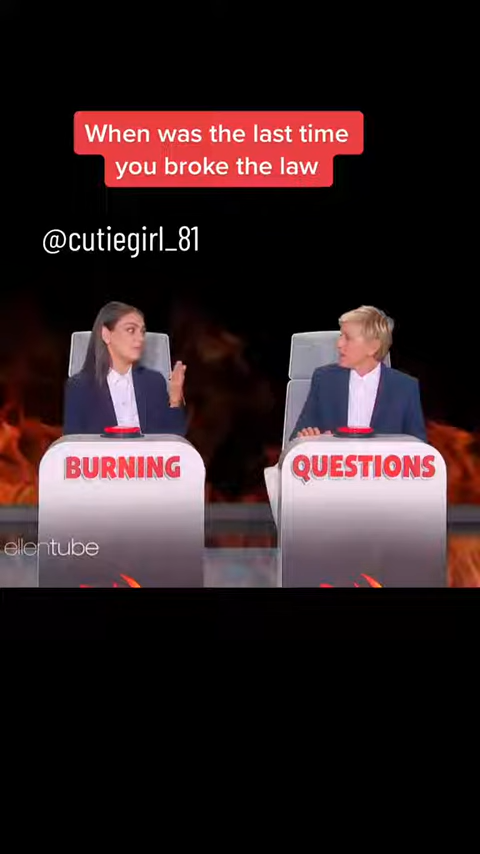 When was the last time
you broke the law
@cutiegirl_81
BURNING
QUESTIONS
ellentube